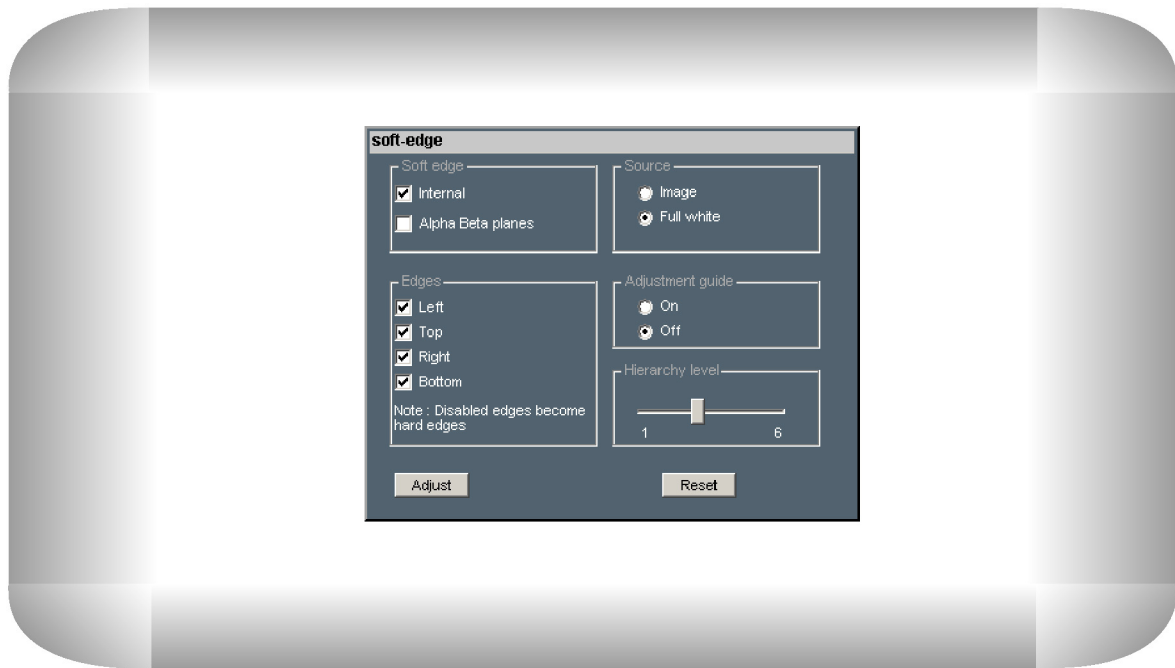 soft-edge
Soft edge
Internal
Alpha Beta planes
Source
Image
Full white
Edges
Left
Top
Right
Bottom
Note : Disabled edges become
hard edges
Adjustment guide
On
Off
Hierarchy level
1 6
Adjust
Reset